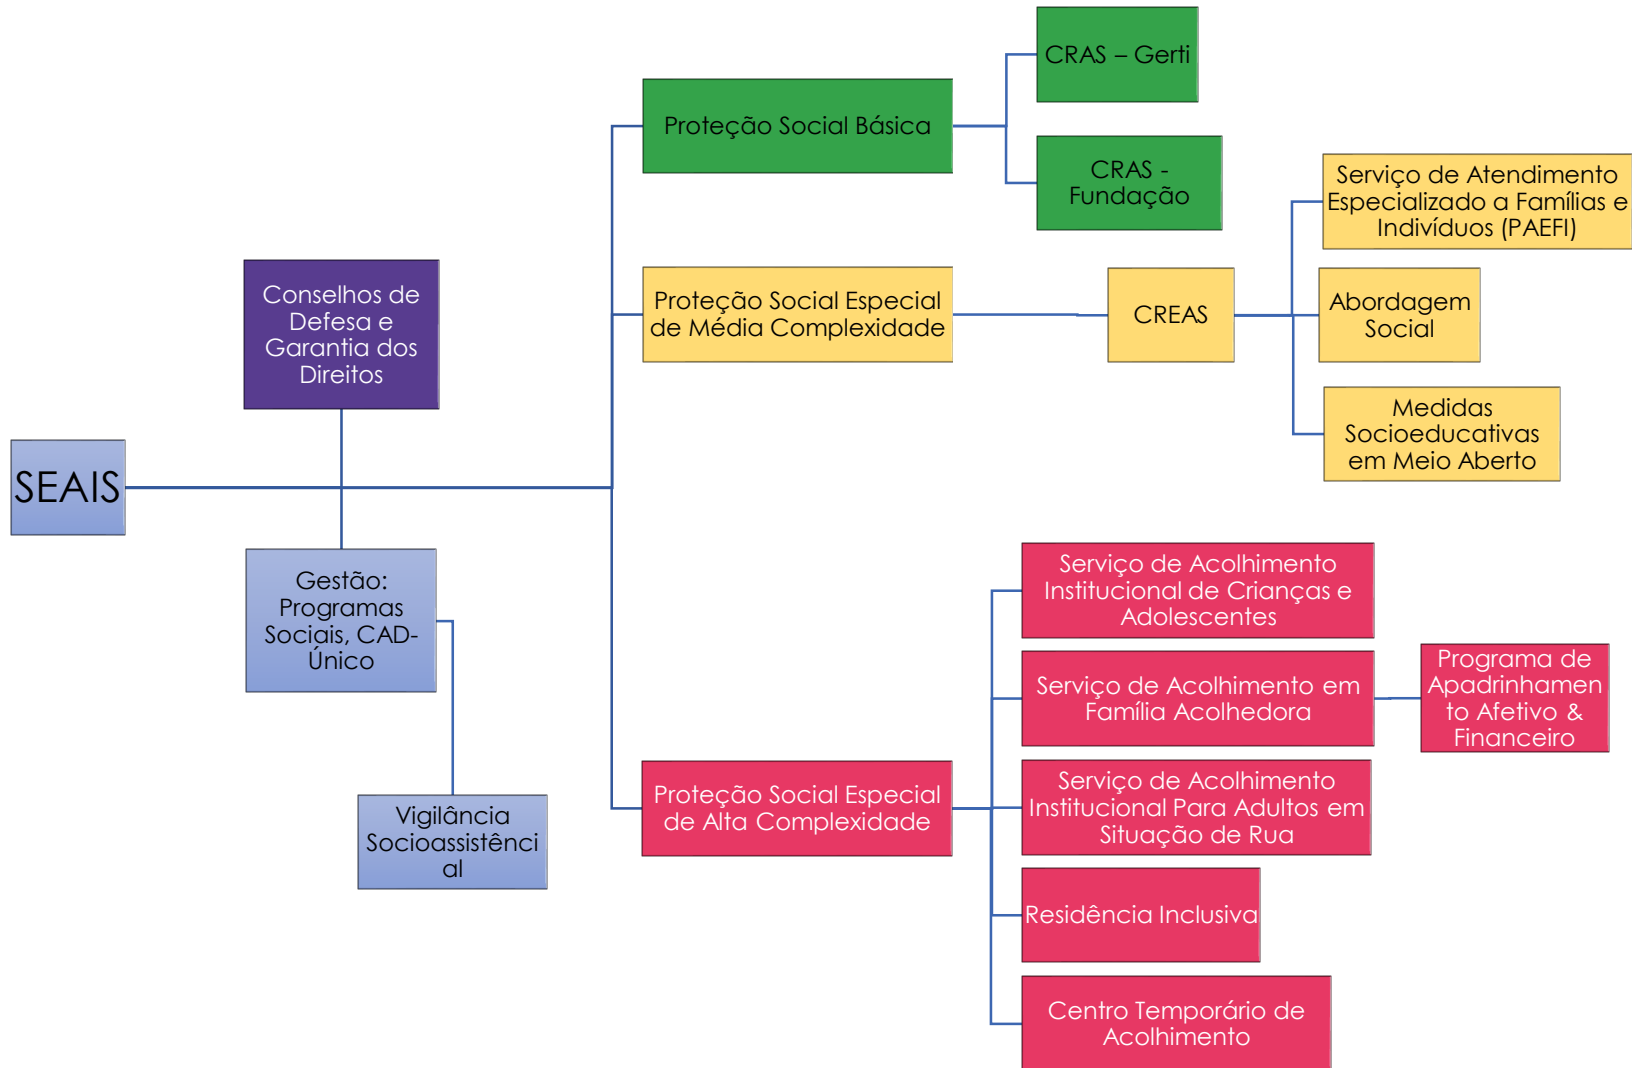 SEAIS
Conselhos de
Defesa e
Garantia dos
Direitos
Gestão:
Programas
Sociais, CAD-
Único
Vigilância
Socioassistênci
al
Proteção Social Básica
CRAS – Gerti
CRAS -
Fundação
Proteção Social Especial
de Média Complexidade
CREAS
Serviço de Atendimento
Especializado a Famílias e
Indivíduos (PAEFI)
Abordagem
Social
Medidas
Socioeducativas
em Meio Aberto
Proteção Social Especial
de Alta Complexidade
Serviço de Acolhimento
Institucional de Crianças e
Adolescentes
Serviço de Acolhimento em
Família Acolhedora
Programa de
Apadrinhamen
to Afetivo &
Financeiro
Serviço de Acolhimento
Institucional Para Adultos em
Situação de Rua
Residência Inclusiva
Centro Temporário de
Acolhimento